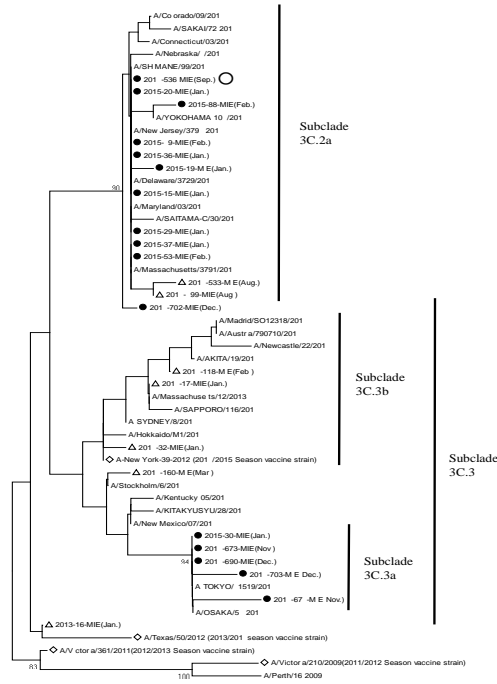 A/Co orado/09/201
A/SAKAI/72 201
A/Connecticut/03/201
A/Nebraska/ /201
A/SH MANE/99/201
201 -536 MIE(Sep.)
2015-20-MIE(Jan.)
2015-88-MIE(Feb.)
A/YOKOHAMA 10 /201
A/New Jersey/379 201
2015- 9-MIE(Feb.)
2015-36-MIE(Jan.)
2015-19-M E(Jan.)
A/Delaware/3729/201
2015-15-MIE(Jan.)
A/Maryland/03/201
A/SAITAMA-C/30/201
2015-29-MIE(Jan.)
2015-37-MIE(Jan.)
2015-53-MIE(Feb.)
A/Massachusetts/3791/201
201 -533-M E(Aug.)
201 - 99-MIE(Aug )
201 -702-MIE(Dec.)
90
Subclade
3C.2a
A/Madrid/SO12318/201
A/Austr a/790710/201
A/Newcastle/22/201
A/AKITA/19/201
201 -118-M E(Feb )
201 -17-MIE(Jan.)
A/Massachuse ts/12/2013
A/SAPPORO/116/201
A SYDNEY/8/201
A/Hokkaido/M1/201
201 -32-MIE(Jan.)
A-New York-39-2012 (201 /2015 Season vaccine strain)
Subclade
3C.3b
201 -160-M E(Mar )
A/Stockholm/6/201
A/Kentucky 05/201
A/KITAKYUSYU/28/201
A/New Mexico/07/201
2015-30-MIE(Jan.)
201 -673-MIE(Nov )
201 -690-MIE(Dec.)
94
201 -703-M E Dec.)
A TOKYO/ 1519/201
201 -67 -M E Nov.)
A/OSAKA/5 201
Subclade
3C.3a
Subclade
3C.3
2013-16-MIE(Jan.)
A/Texas/50/2012 (2013/201 season vaccine strain)
A/V ctor a/361/2011(2012/2013 Season vaccine strain)
83
A/Victor a/210/2009(2011/2012 Season vaccine strain)
100
A/Perth/16 2009